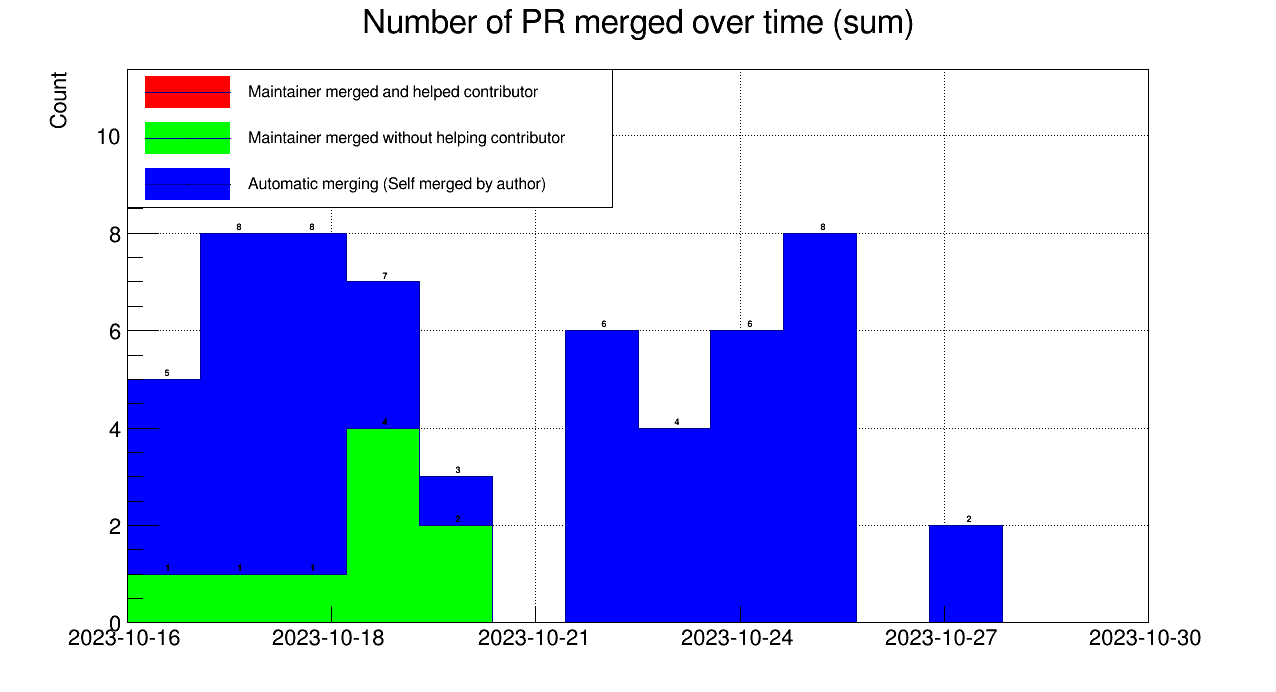 Number of PR merged over time (sum)
Count
Maintainer merged and helped contributor
Maintainer merged without helping contributor
Automatic merging (Self merged by author)
10
8
6
4
2
0
8 8 8
7
6 6
5
4 4
3
2 2
1 1 1
2023-10-16 2023-10-18 2023-10-21 2023-10-24 2023-10-27 2023-10-30